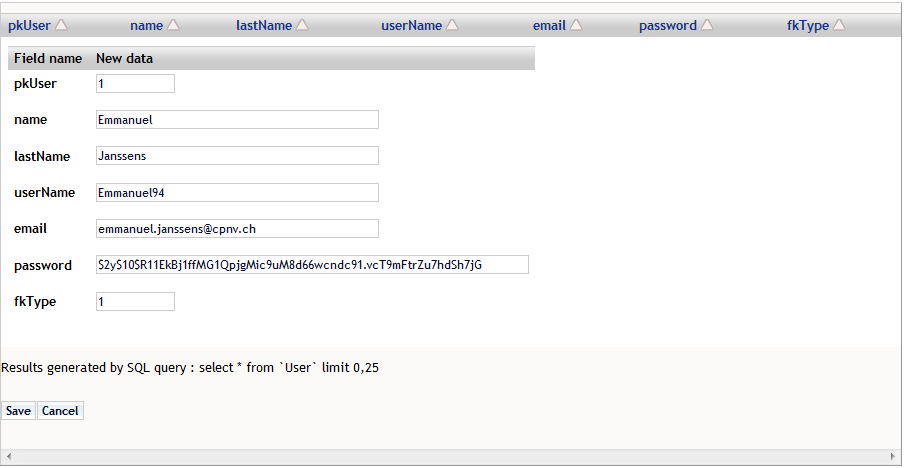 pkUser name lastName userName email password fkType
Field name New data
pkUser 1
name Emmanuel
lastName Janssens
userName Emmanuel94
email emmanuel.janssens@cpnv.ch
password $2y$10$R11EkBj1ffMG1QpjgMic9uM8d66wcndc91.vcT9mFtrZu7hdSh7jG
fkType 1
Results generated by SQL query : select * from `User` limit 0,25
Save Cancel